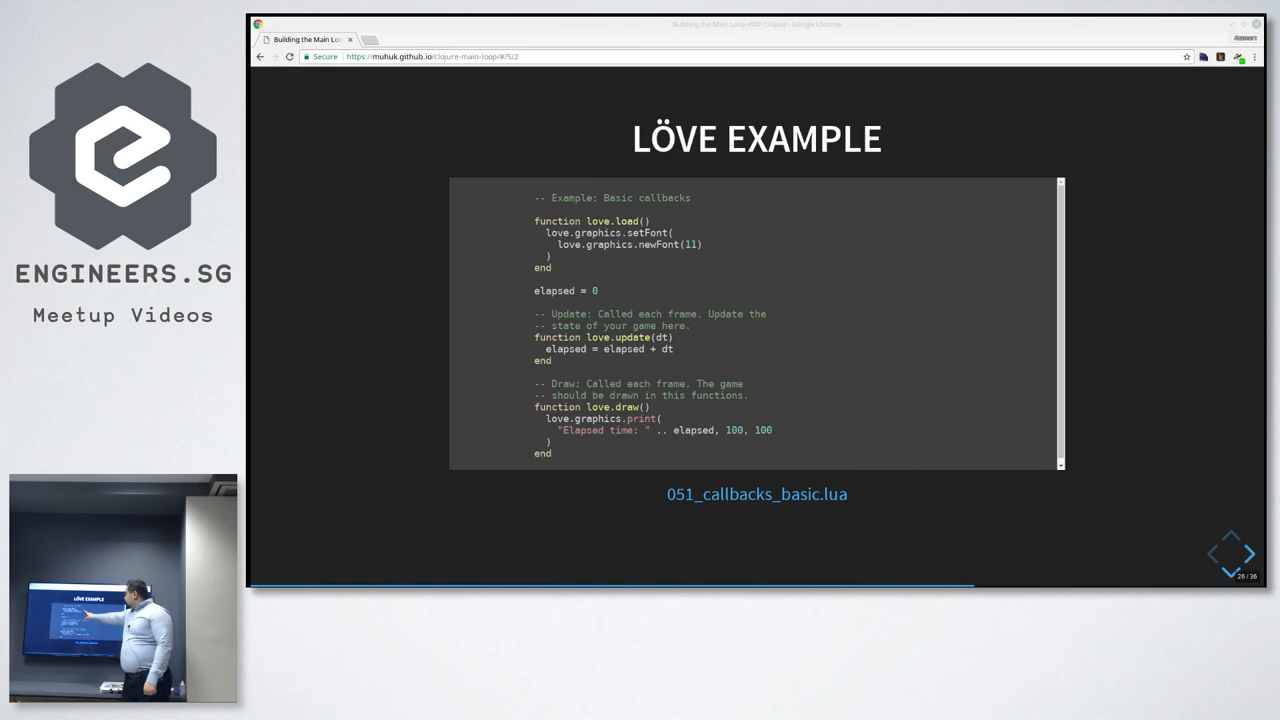 Building the Main Loop With Clojure - Google Chrome
Building the Main Loo
Atamert
Secure
https://muhuk.github.io/clojure-main-loop/#/5/2
ENGINEERS.SG
Meetup Videos
LÖVE EXAMPLE
-- Example: Basic callbacks
function love.load()
love.graphics.setFont(
love.graphics.newFont(11)
)
end
elapsed = 0
-- Update: Called each frame. Update the
-- state of your game here.
function love.update(dt)
elapsed = elapsed + dt
end
-- Draw: Called each frame. The game
-- should be drawn in this functions.
function love.draw()
love.graphics.print(
"Elapsed time: " .. elapsed, 100, 100
)
end
051_callbacks_basic.lua
26 / 36
LÖVE EXAMPLE